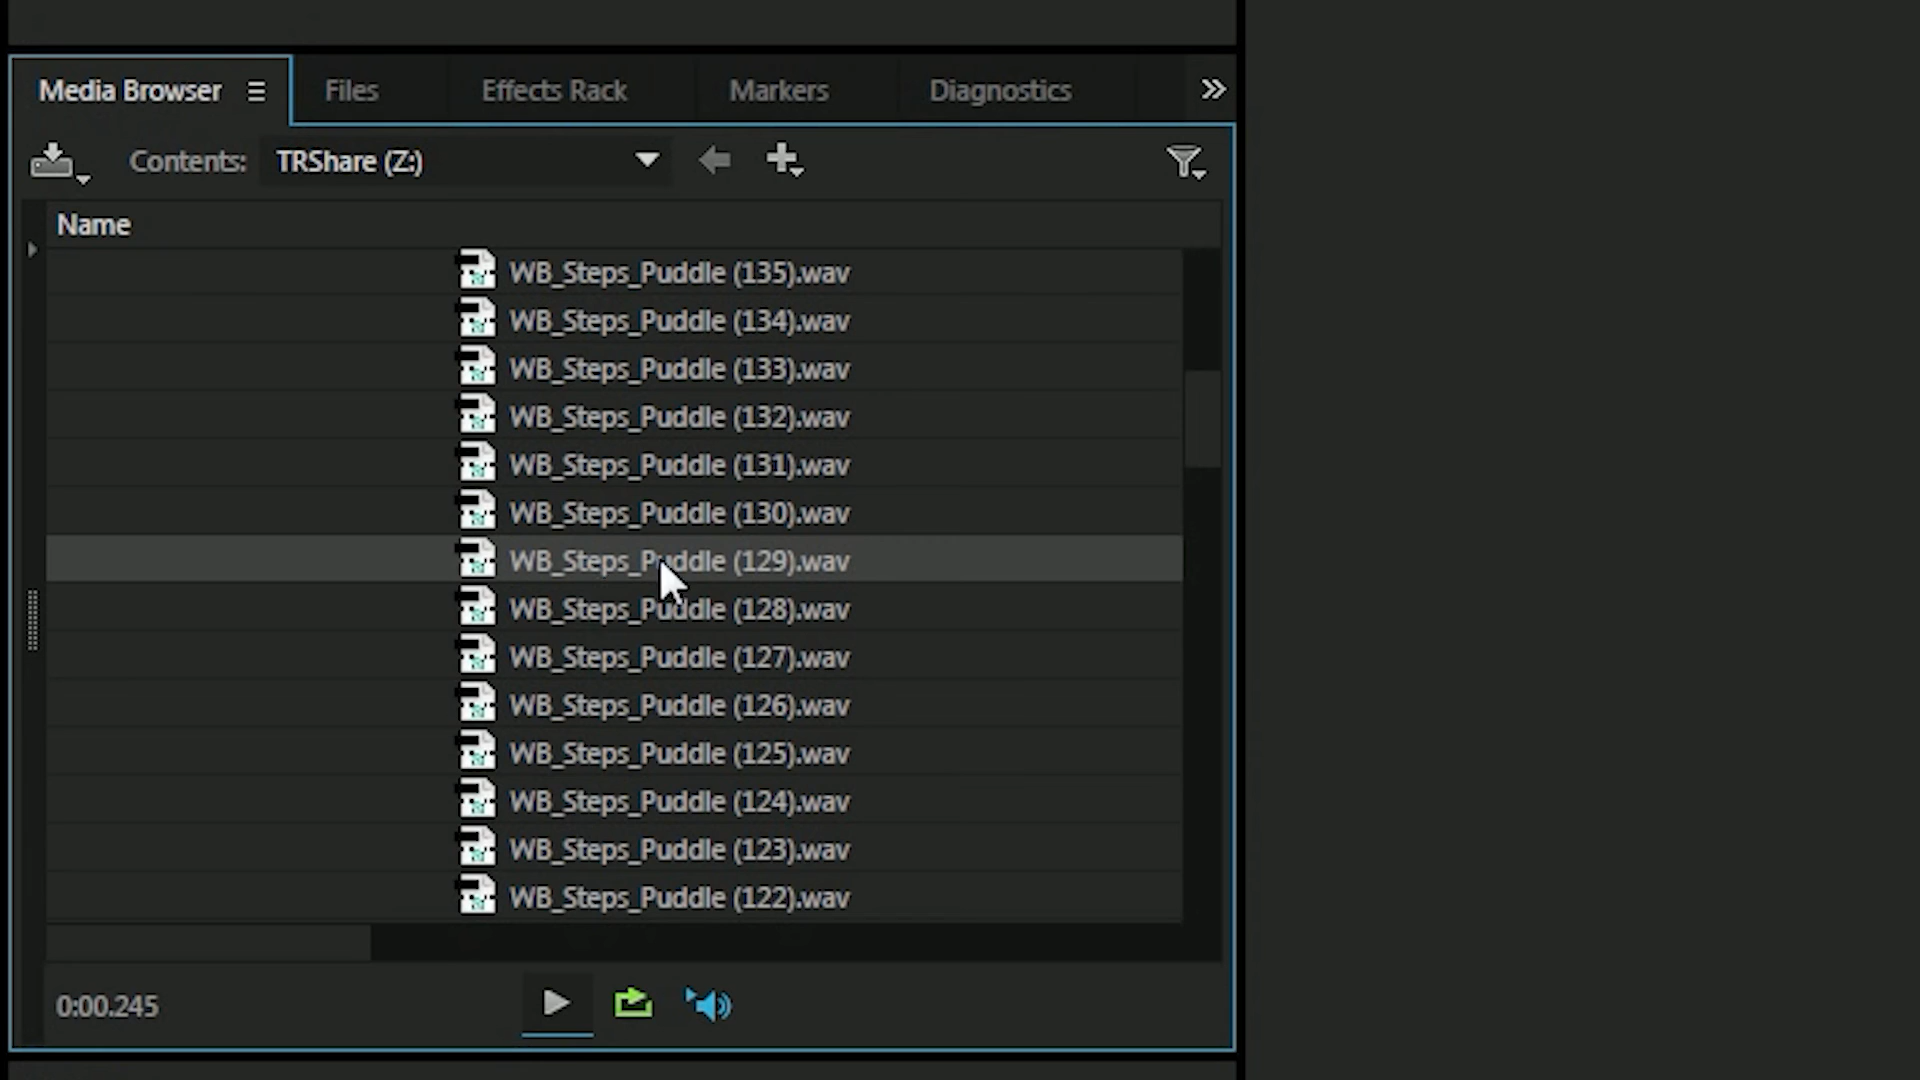 Media Browser Files Effects Rack Markers Diagnostics
Contents: TRShare (Z:)
Name
WB_Steps_Puddle (135).wav
WB_Steps_Puddle (134).wav
WB_Steps_Puddle (133).wav
WB_Steps_Puddle (132).wav
WB_Steps_Puddle (131).wav
WB_Steps_Puddle (130).wav
WB_Steps_Puddle (129).wav
WB_Steps_Puddle (128).wav
WB_Steps_Puddle (127).wav
WB_Steps_Puddle (126).wav
WB_Steps_Puddle (125).wav
WB_Steps_Puddle (124).wav
WB_Steps_Puddle (123).wav
WB_Steps_Puddle (122).wav
0:00.245